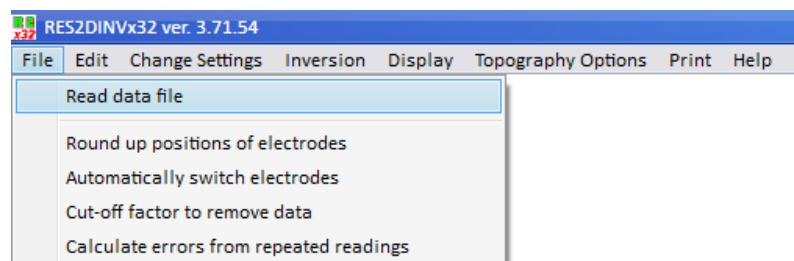 RES2DINVx32 ver. 3.71.54
File Edit Change Settings Inversion Display Topography Options Print Help
Read data file
Round up positions of electrodes
Automatically switch electrodes
Cut-off factor to remove data
Calculate errors from repeated readings